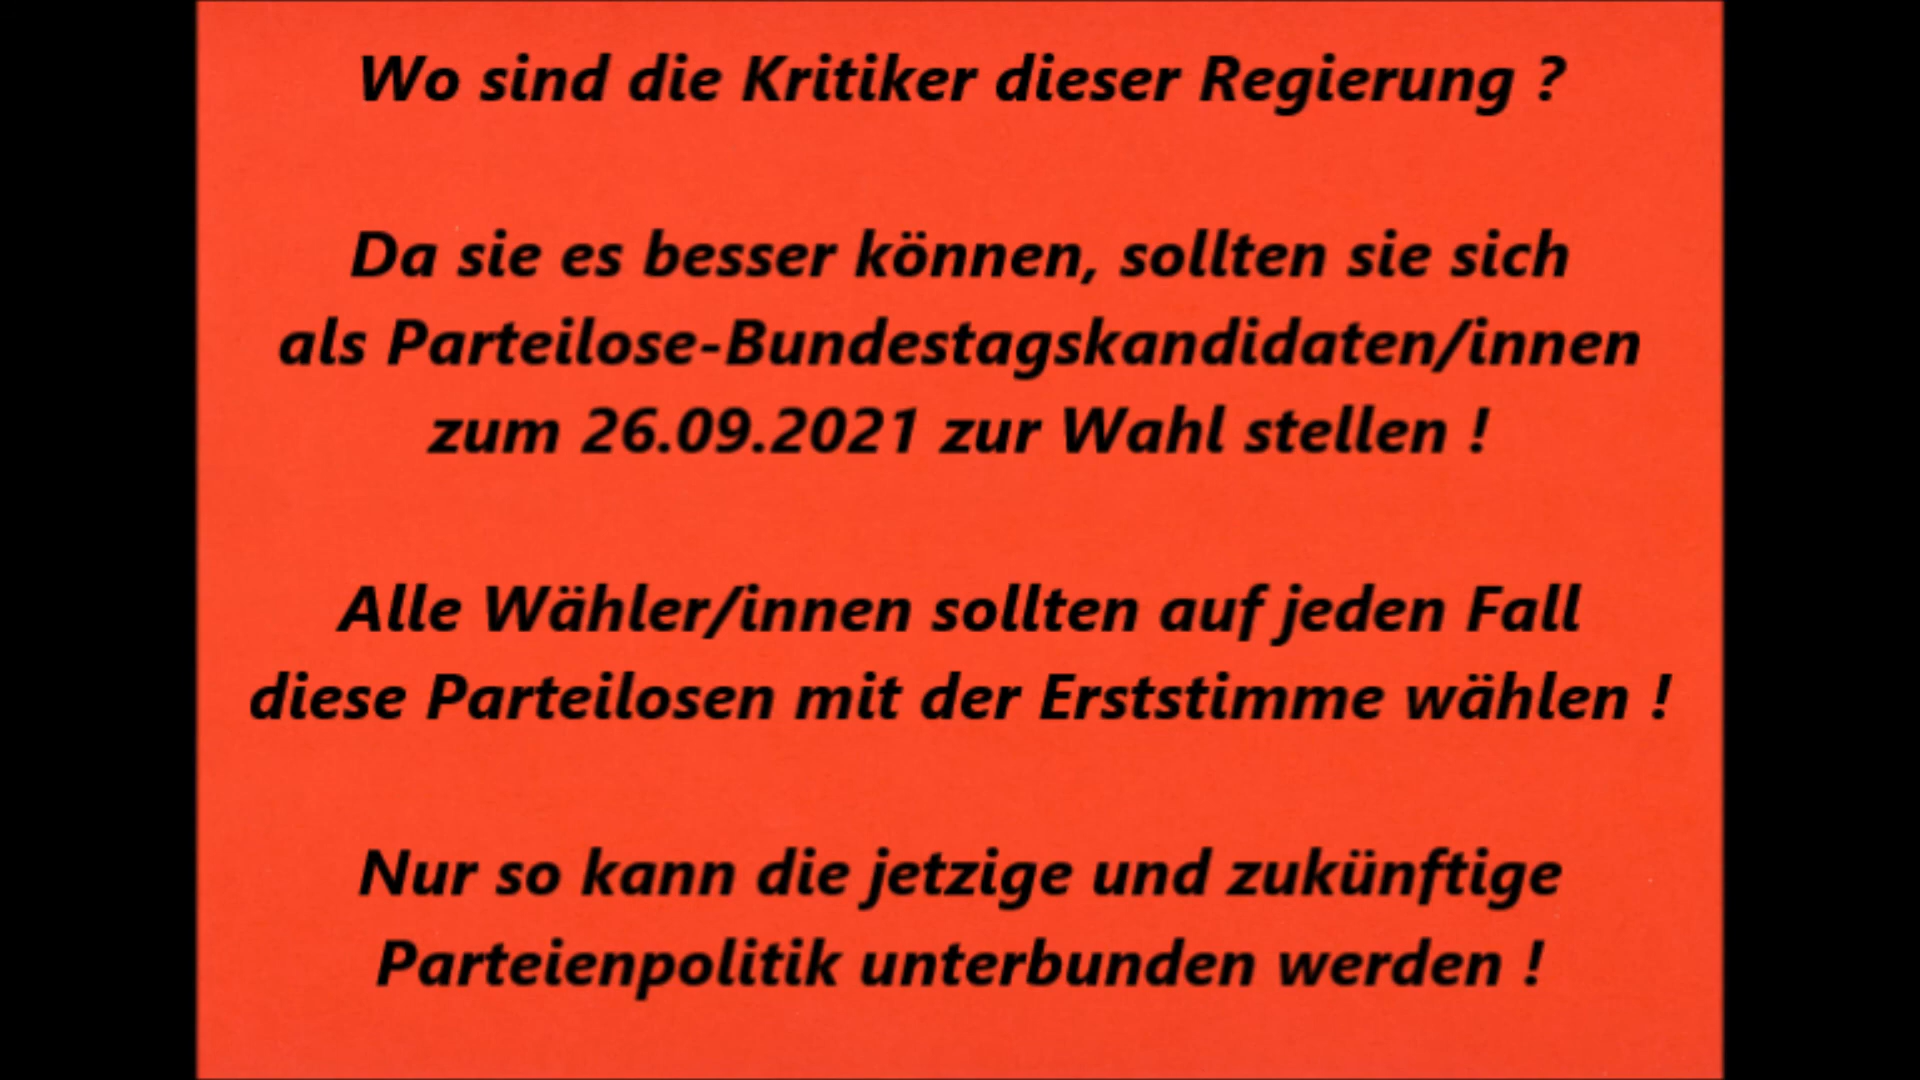 Wo sind die Kritiker dieser Regierung ?
Da sie es besser können, sollten sie sich
als Parteilose-Bundestagskandidaten/innen
zum 26.09.2021 zur Wahl stellen !
Alle Wähler/innen sollten auf jeden Fall
diese Parteilosen mit der Erststimme wählen !
Nur so kann die jetzige und zukünftige
Parteienpolitik unterbunden werden !